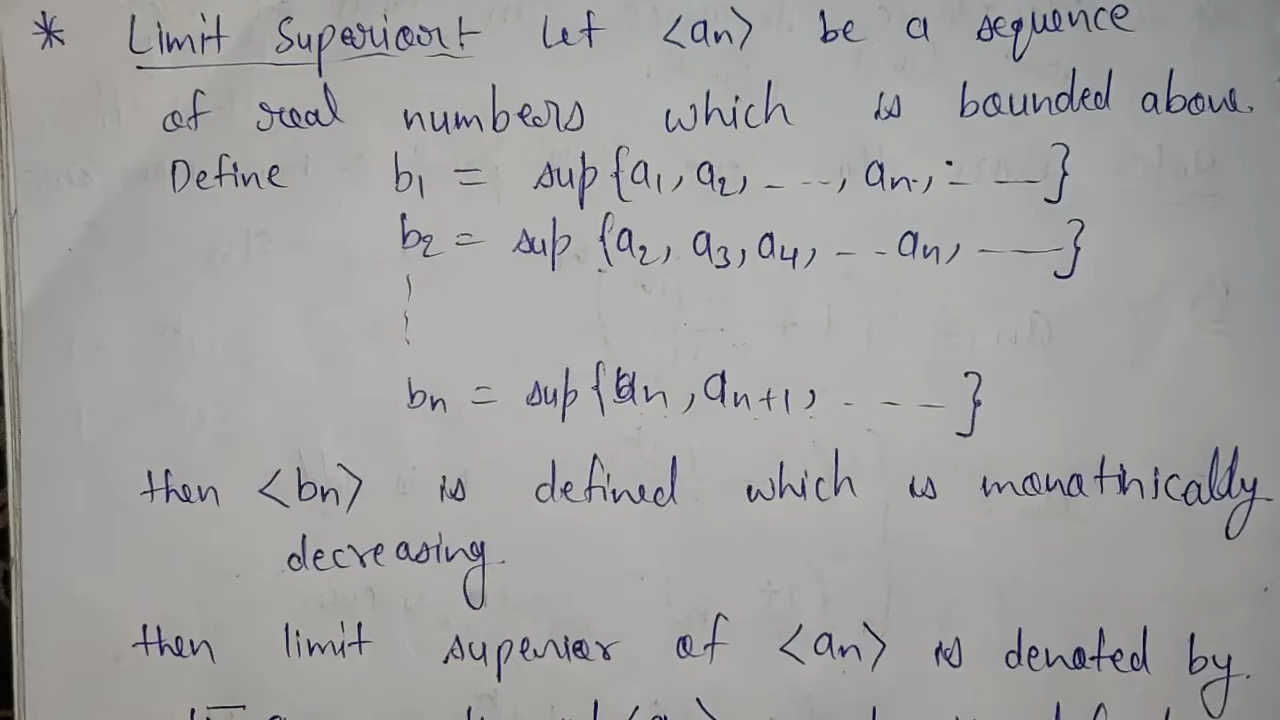 * Limit Superior :- Let <an> be a sequence
of real numbers which is bounded above.
Define b1 = sup{a1, a2, - --, an, - —}
b2 = sup {a2, a3, a4, - - an, —}
bn = sup{an, an+1, - - - —}
then <bn> is defined which is monotinically
decreasing.
then limit superior of <an> is denoted by.